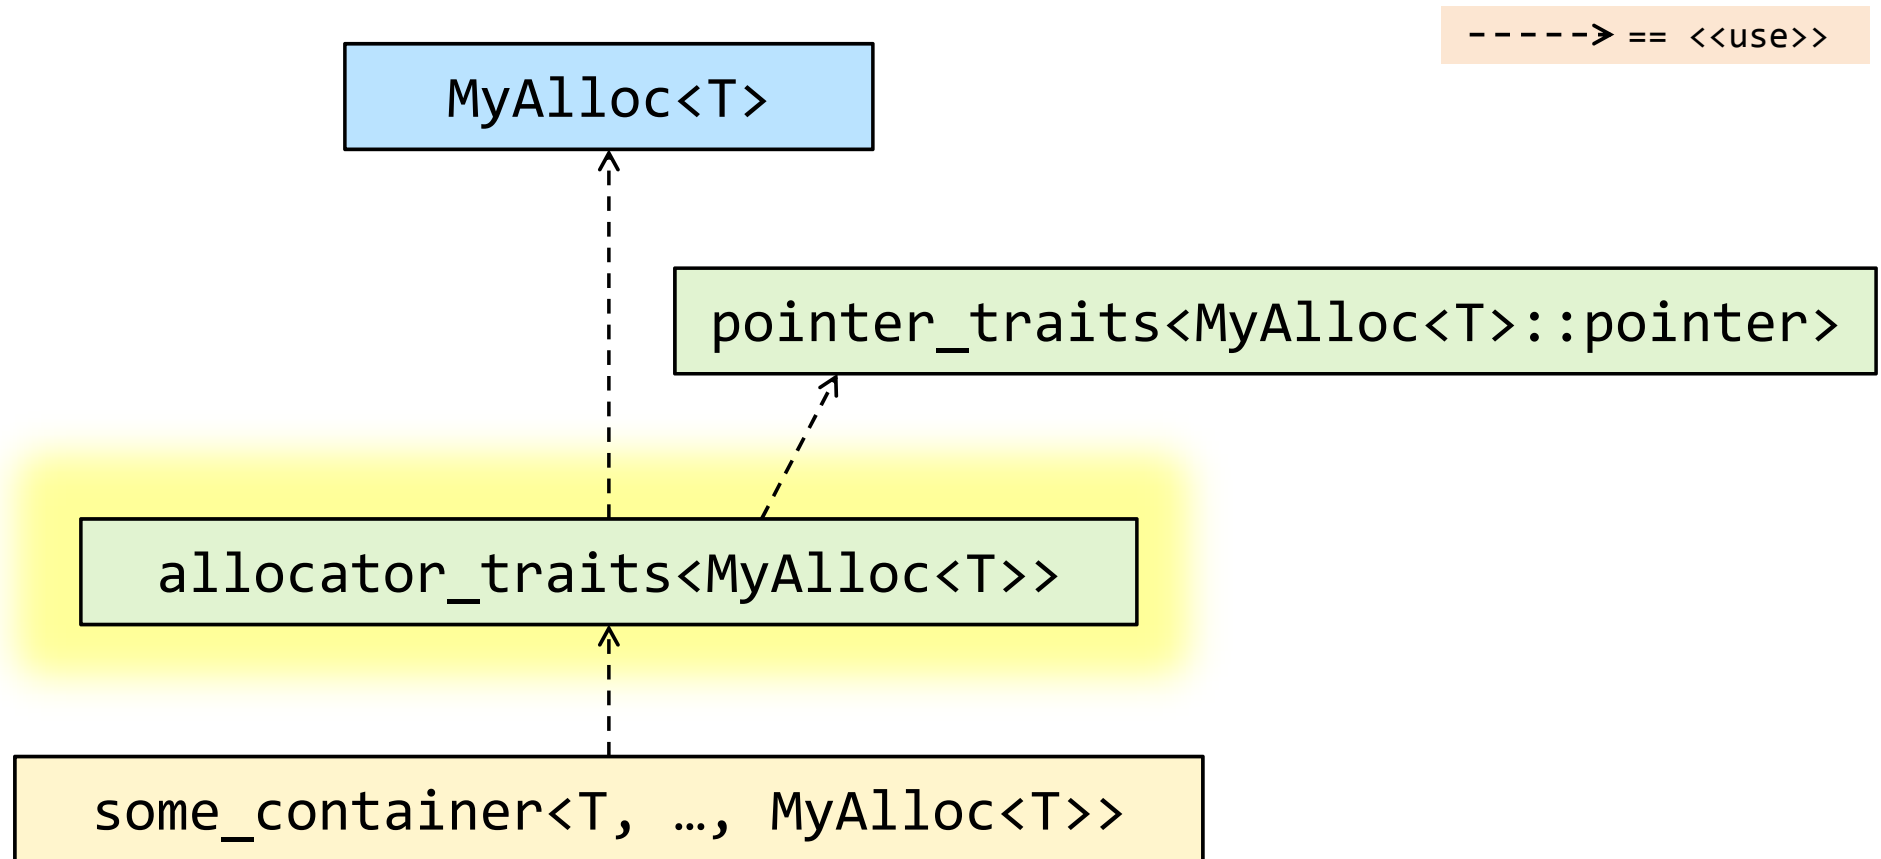 == <<use>>
MyAlloc<T>
pointer_traits<MyAlloc<T>::pointer>
allocator_traits<MyAlloc<T>>
some_container<T, …, MyAlloc<T>>